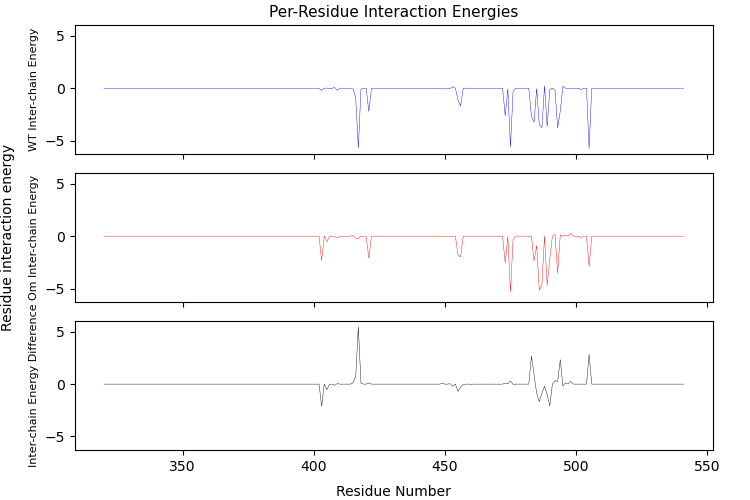 Per-Residue Interaction Energies
Residue interaction energy
WT Inter-chain Energy
5
0
−5
Om Inter-chain Energy
5
0
−5
Inter-chain Energy Difference
5
0
−5
350
400
450
500
550
Residue Number